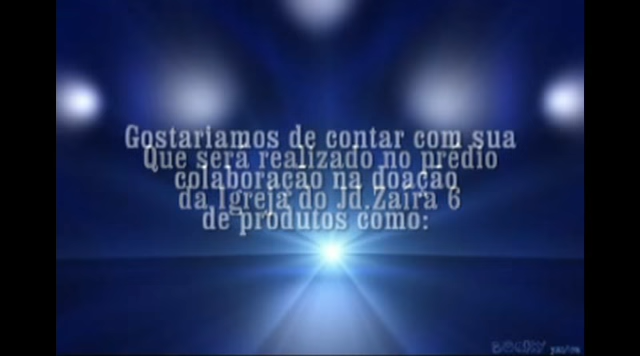 Gostariamos de contar com sua
Que será realizado no prédio
colaboração na doação
da Igreja do Jd.Zaira 6
de produtos como: